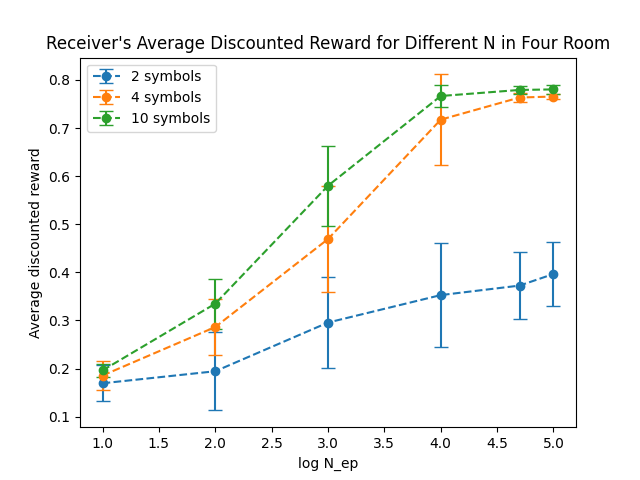 Receiver's Average Discounted Reward for Different N in Four Room
2 symbols
4 symbols
10 symbols
Average discounted reward
0.8
0.7
0.6
0.5
0.4
0.3
0.2
0.1
1.0 1.5 2.0 2.5 3.0 3.5 4.0 4.5 5.0
log N_ep